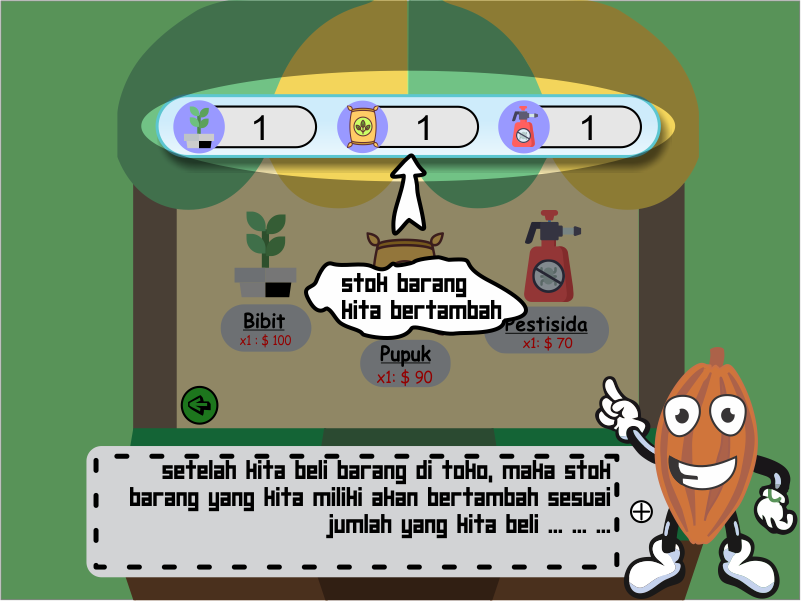 1 1 1
stok barang
kita bertambah
Bibit
x1 : $ 100
Pupuk
x1: $ 90
Pestisida
x1: $ 70
setelah kita beli barang di toko, maka stok
barang yang kita miliki akan bertambah sesuai
jumlah yang kita beli ... ... ...